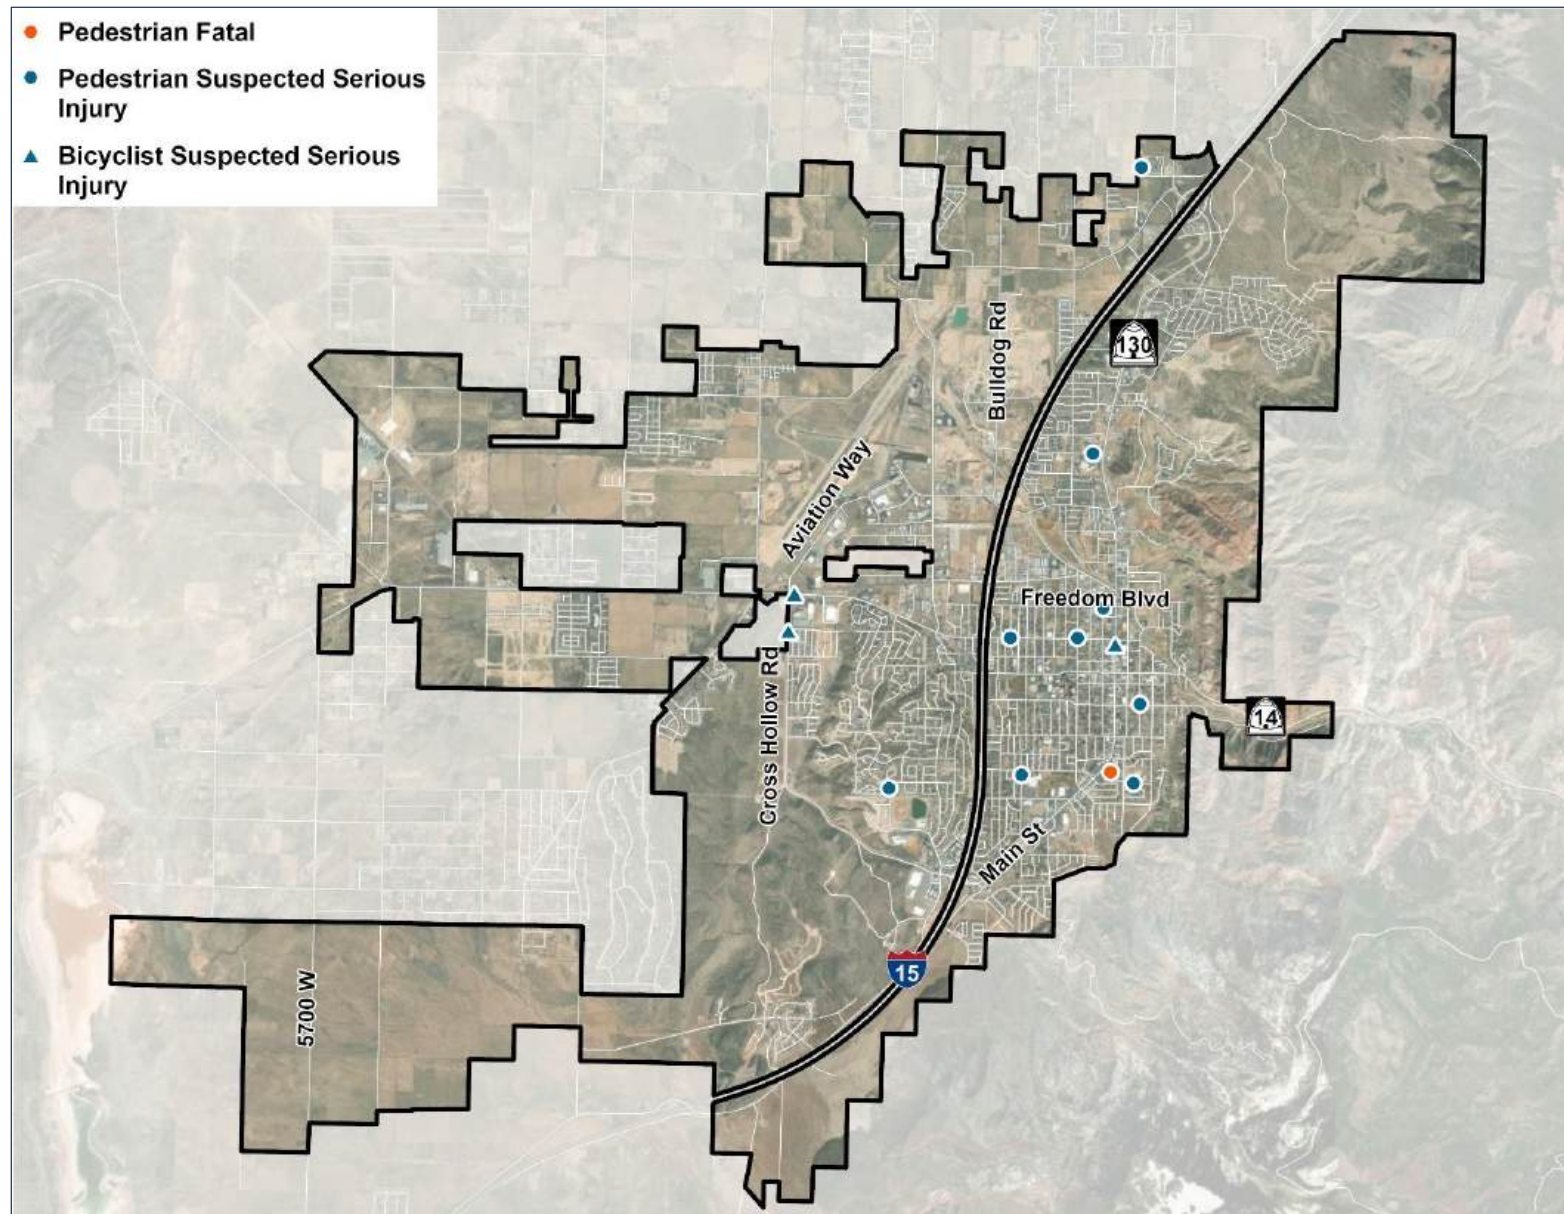 Pedestrian Fatal
Pedestrian Suspected Serious
Injury
Bicyclist Suspected Serious
Injury
130
Bulldog Rd
Aviation Way
Freedom Blvd
Cross Hollow Rd
14
Main St
15
5700 W